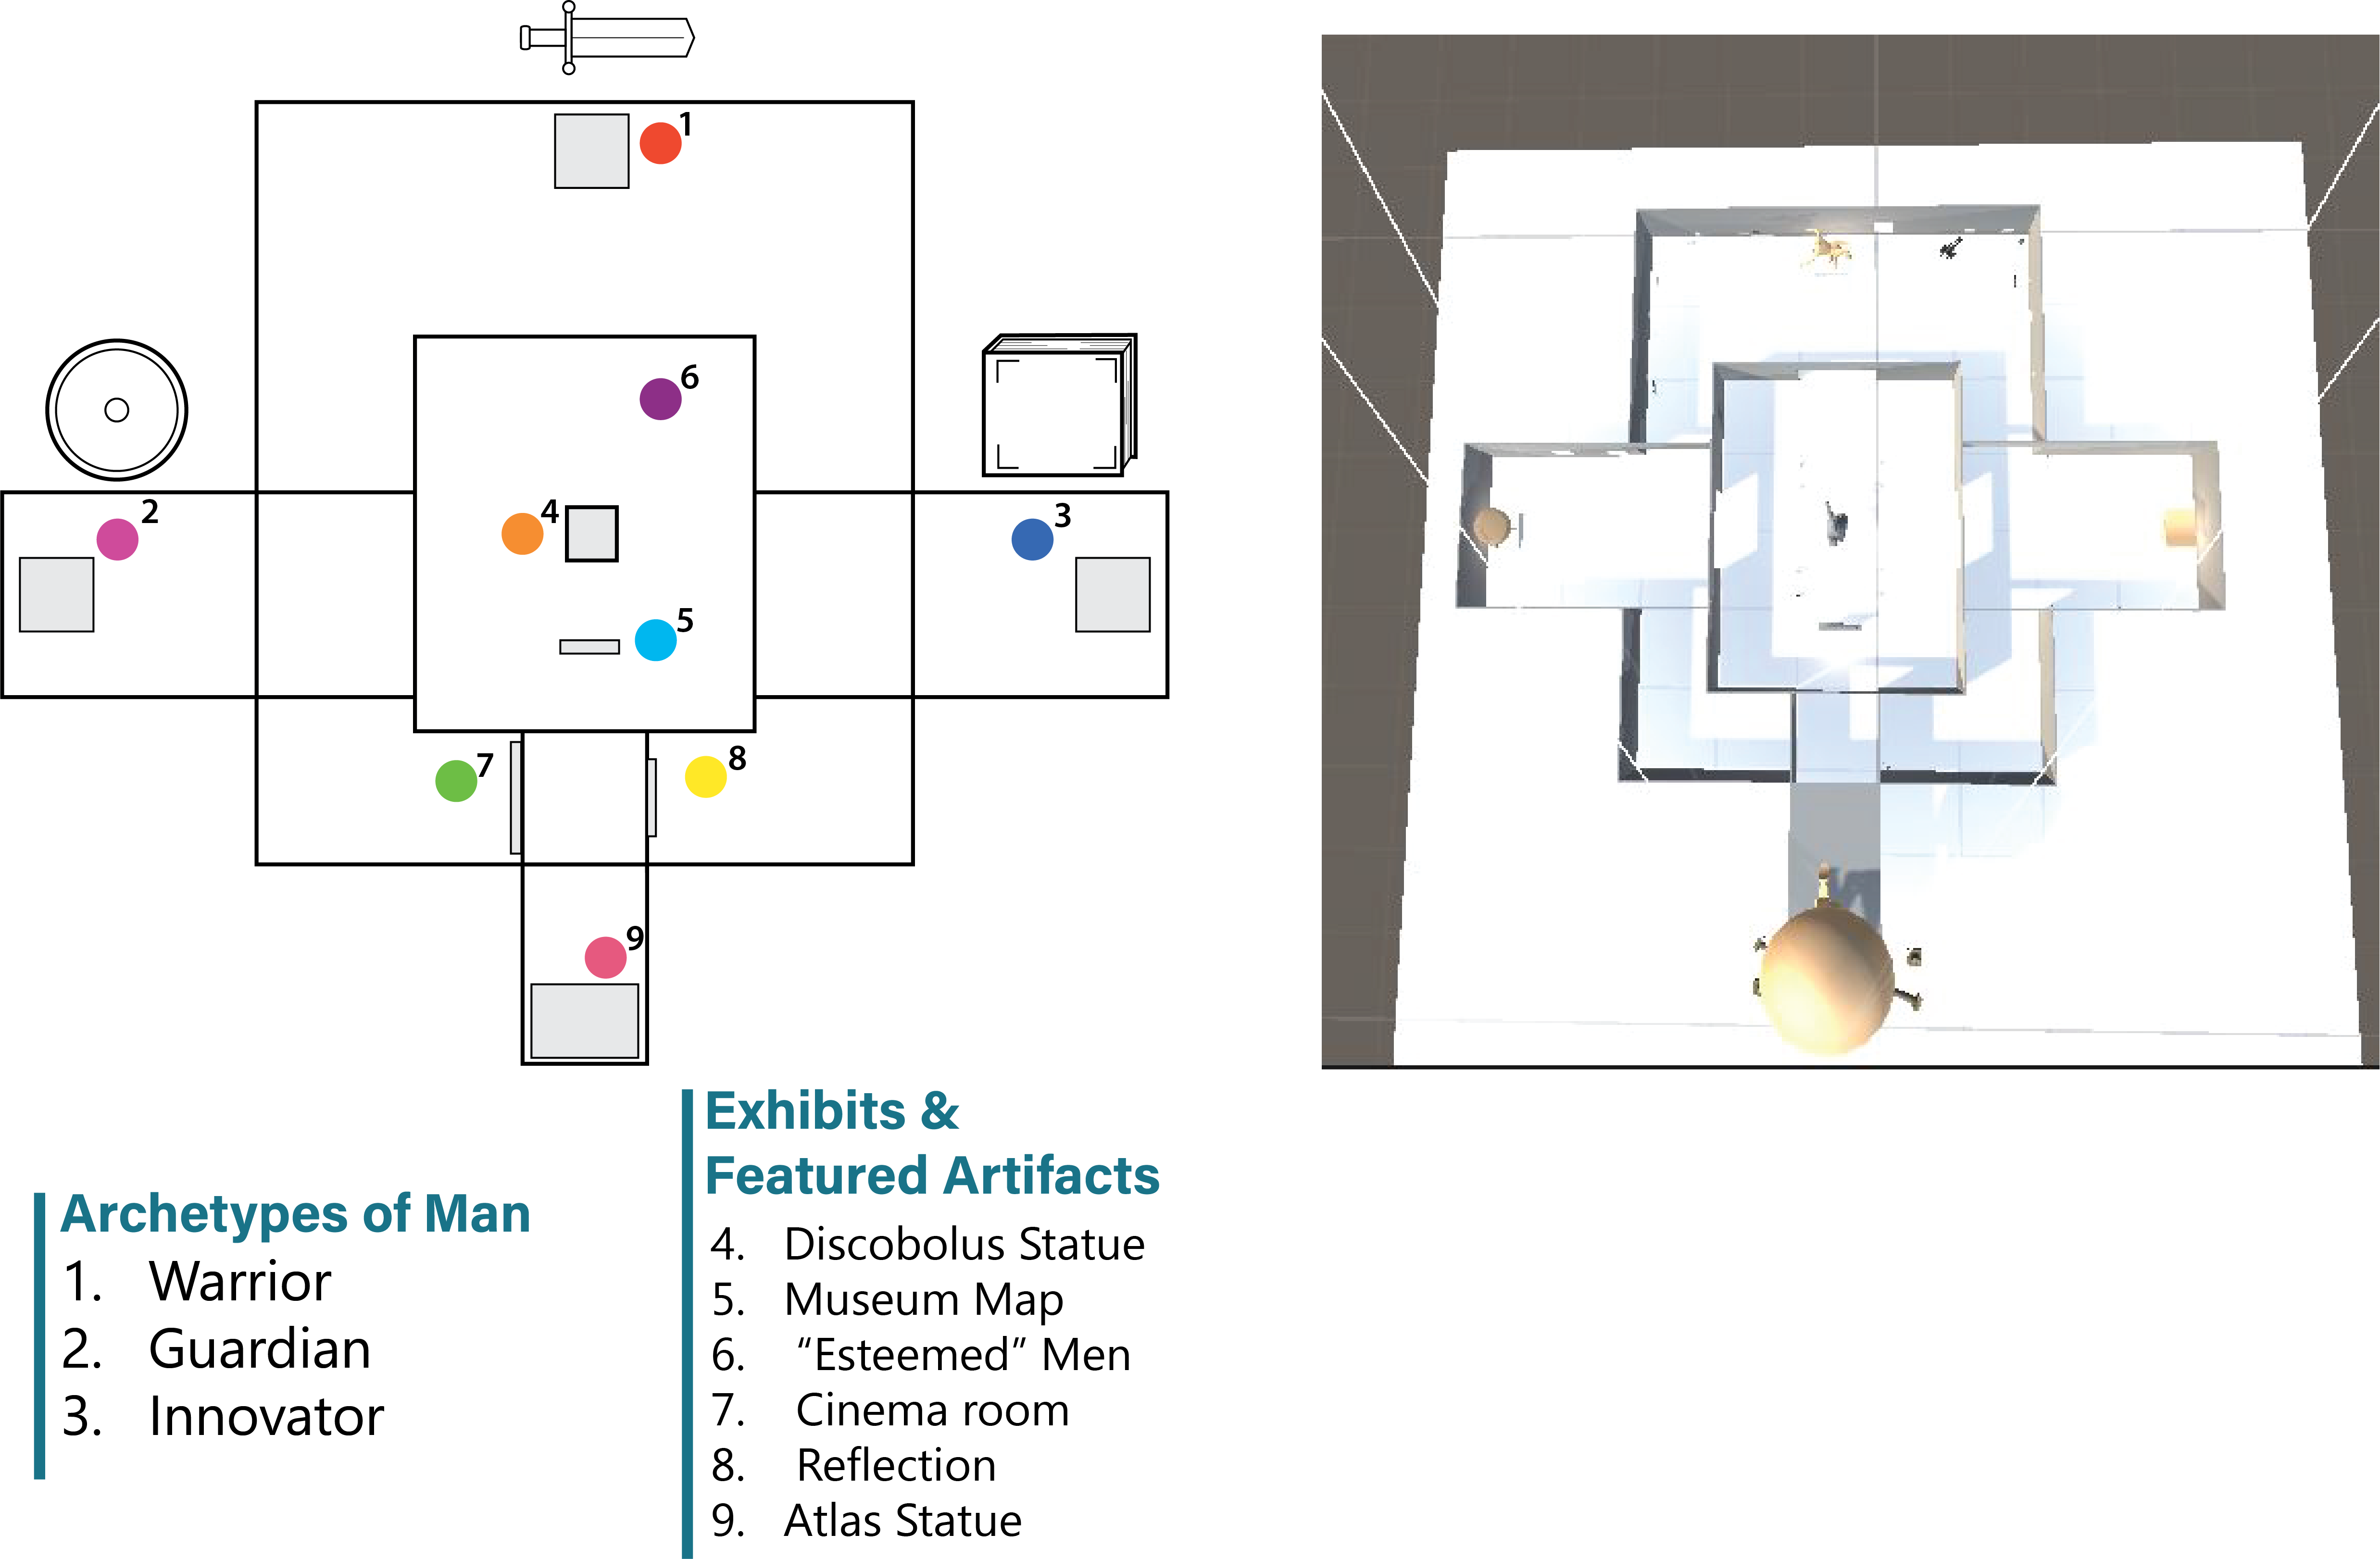 1
6
2
3
4
5
7
8
9
Exhibits &
Featured Artifacts
Archetypes of Man
1. Warrior
2. Guardian
3. Innovator
4. Discobolus Statue
5. Museum Map
6. “Esteemed” Men
7. Cinema room
8. Reflection
9. Atlas Statue